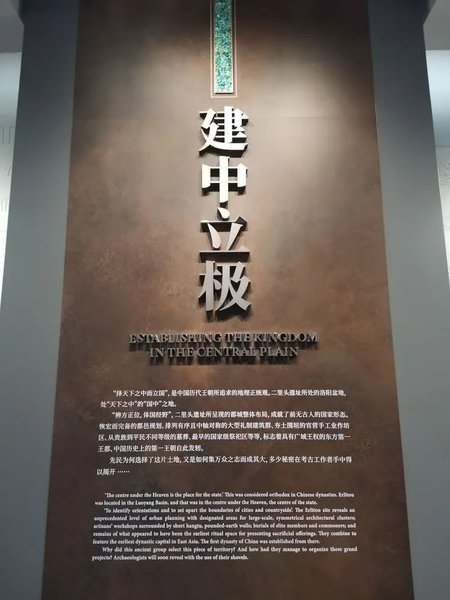 建中立极
ESTABLISHING THE KINGDOM
IN THE CENTRAL PLAIN
“择天下之中而立国”,是中国历代王朝所追求的地理正统观。二里头遗址所处的洛阳盆地,
处“天下之中”的“国中”之地。
“辨方正位,体国经野”,二里头遗址所呈现的都城整体布局,成就了前无古人的国家形态。
恢宏而完备的都邑规划、排列有序且中轴对称的大型礼制建筑群、夯土围垣的官营手工业作坊
区、从贵族到平民不同等级的墓葬、最早的国家级祭祀区等等,标志着具有广域王权的东方第一
王都、中国历史上的第一王朝自此发轫。
先民为何选择了这片土地,又是如何集万众之志而成其大,多少秘密在考古工作者手中得
以揭开……
'The centre under the Heaven is the place for the state.' This was considered orthodox in Chinese dynasties. Erlitou
was located in the Luoyang Basin, and that was in the centre under the Heaven, the centre of the state.
'To identify orientations and to set apart the boundaries of cities and countryside'. The Erlitou site reveals an
unprecedented level of urban planning with designated areas for large-scale, symmetrical architectural clusters;
artisans' workshops surrounded by short hangtu, pounded-earth walls; burials of elite members and commoners; and
remains of what appeared to have been the earliest ritual space for presenting sacrificial offerings. They combine to
feature the earliest dynastic capital in East Asia. The first dynasty of China was established from there.
Why did this ancient group select this piece of territory? And how had they manage to organize these grand
projects? Archaeologists will soon reveal with the use of their shovels.